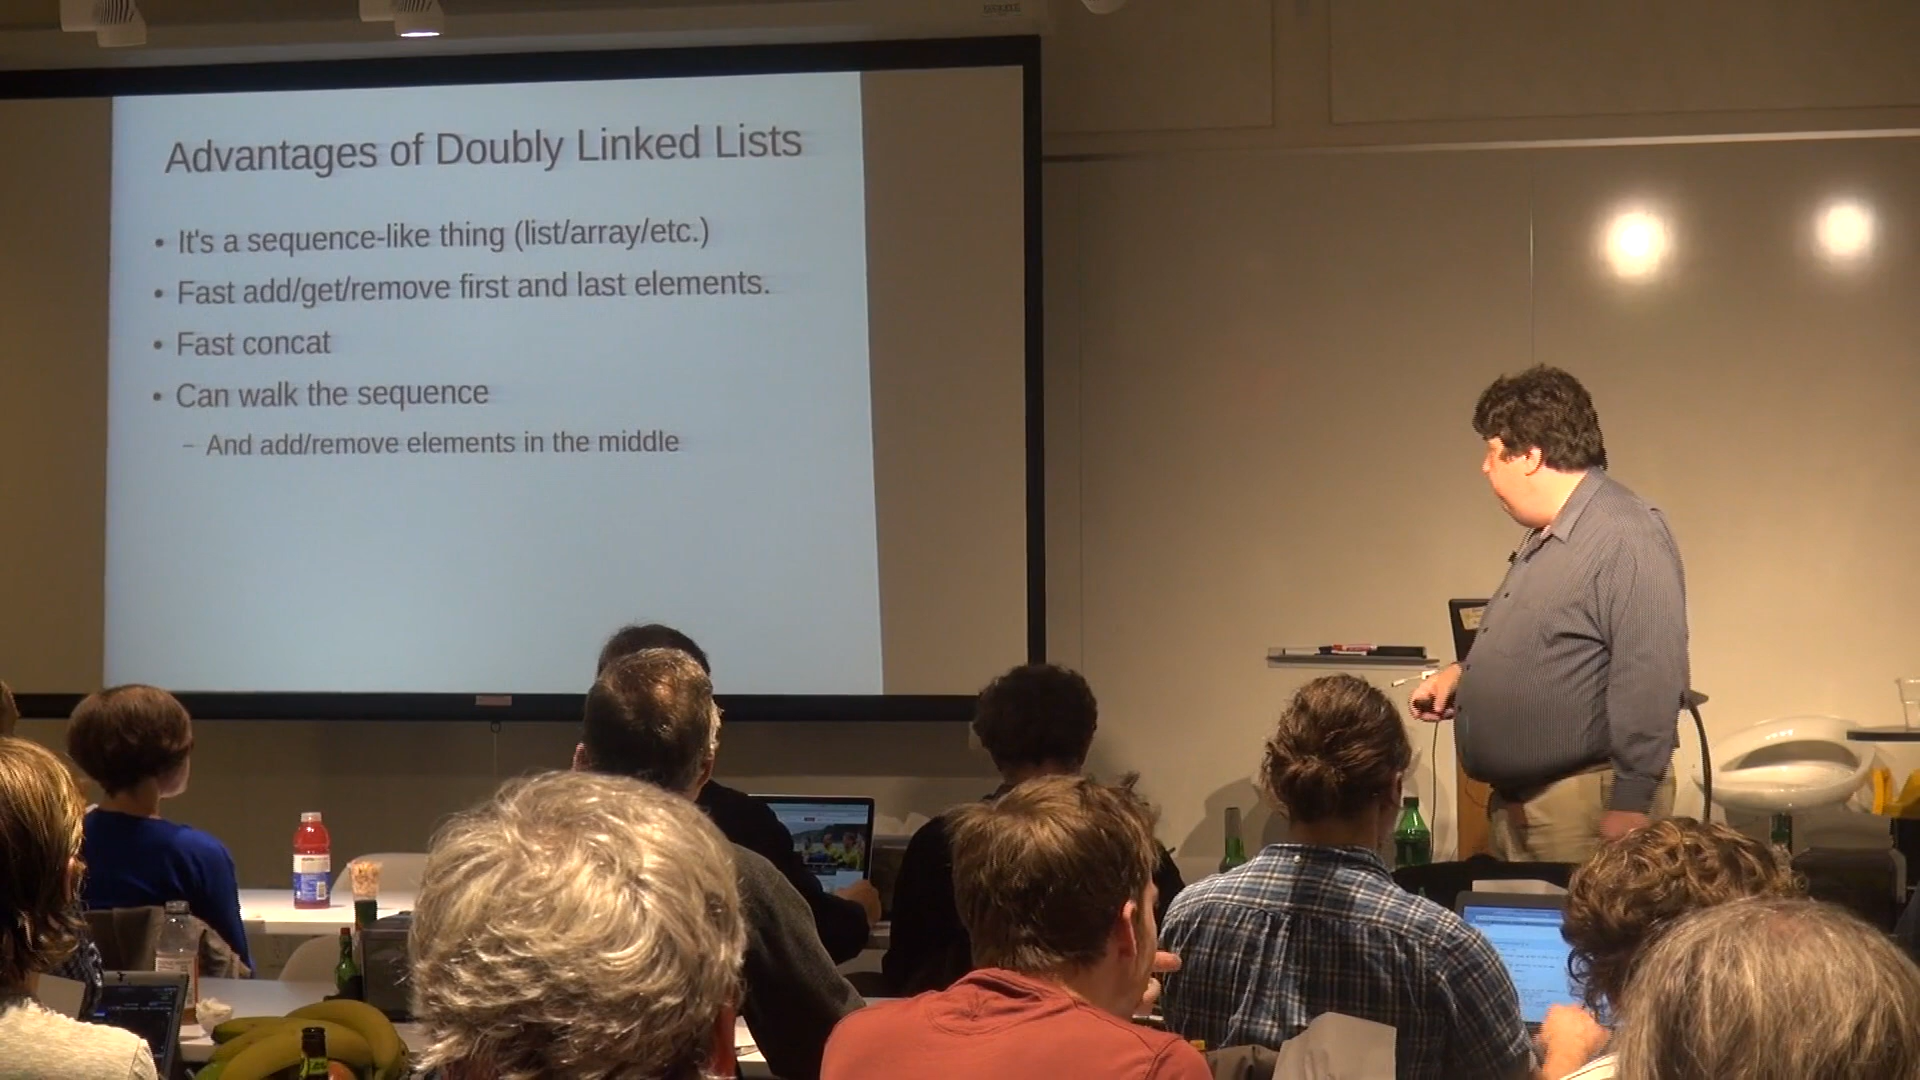 Advantages of Doubly Linked Lists
• It's a sequence-like thing (list/array/etc.)
• Fast add/get/remove first and last elements.
• Fast concat
• Can walk the sequence
– And add/remove elements in the middle